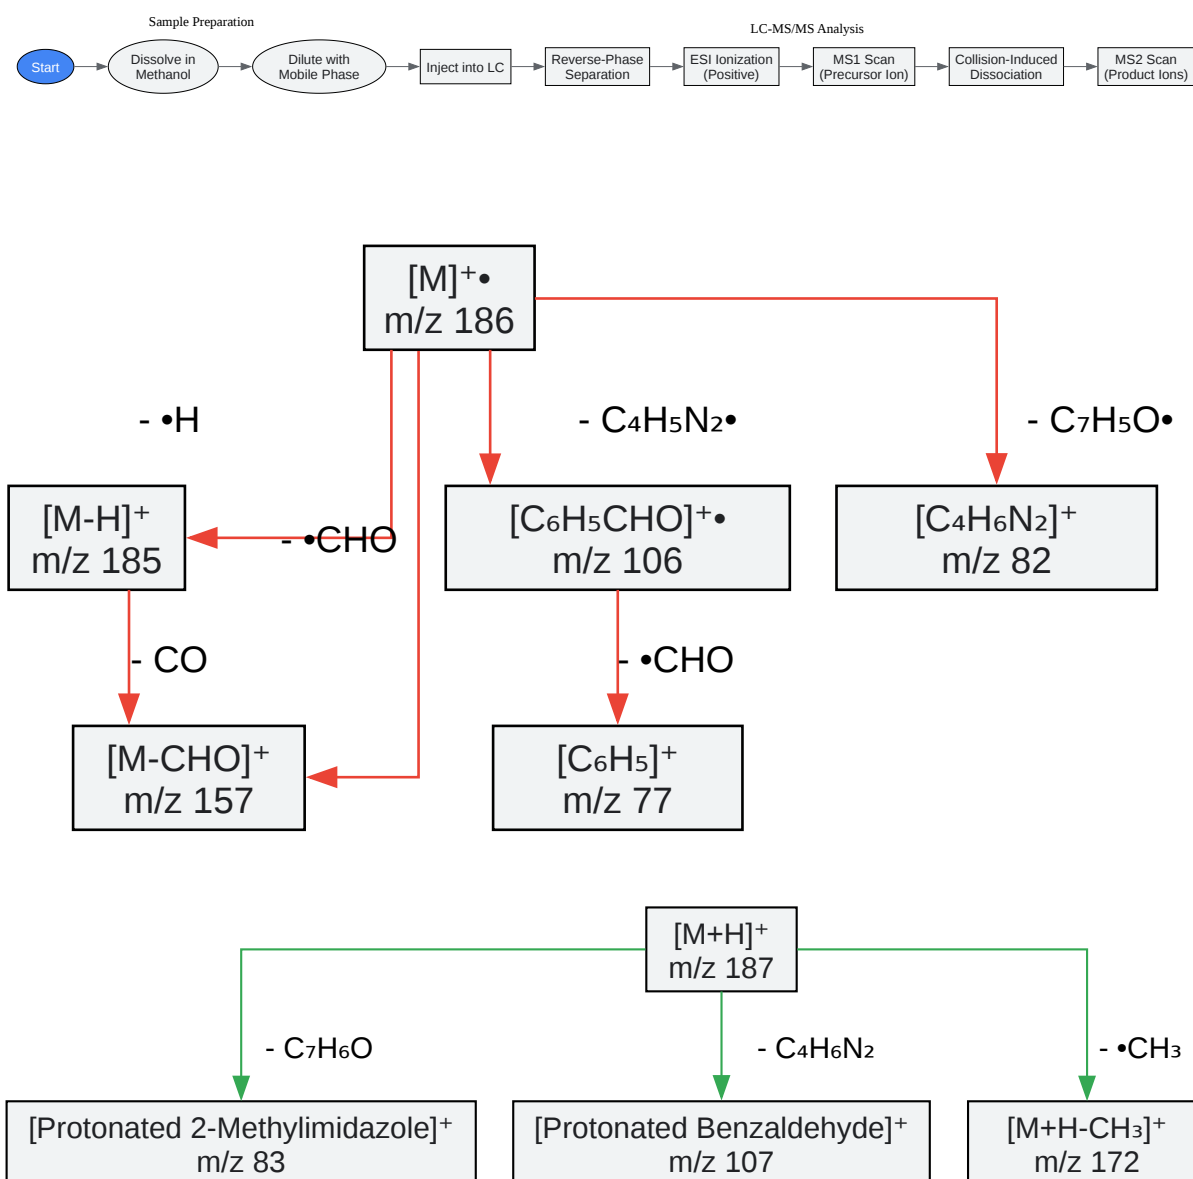 Sample Preparation
LC-MS/MS Analysis
Start
Dissolve in
Methanol
Dilute with
Mobile Phase
Inject into LC
Reverse-Phase
Separation
ESI Ionization
(Positive)
MS1 Scan
(Precursor Ion)
Collision-Induced
Dissociation
MS2 Scan
(Product Ions)
[M]⁺•
m/z 186
- •H
- C₄H₅N₂•
- C₇H₅O•
[M-H]⁺
m/z 185
- •CHO
[C₆H₅CHO]⁺•
m/z 106
[C₄H₆N₂]⁺
m/z 82
- CO
- •CHO
[M-CHO]⁺
m/z 157
[C₆H₅]⁺
m/z 77
[M+H]⁺
m/z 187
- C₇H₆O
- C₄H₆N₂
- •CH₃
[Protonated 2-Methylimidazole]⁺
m/z 83
[Protonated Benzaldehyde]⁺
m/z 107
[M+H-CH₃]⁺
m/z 172